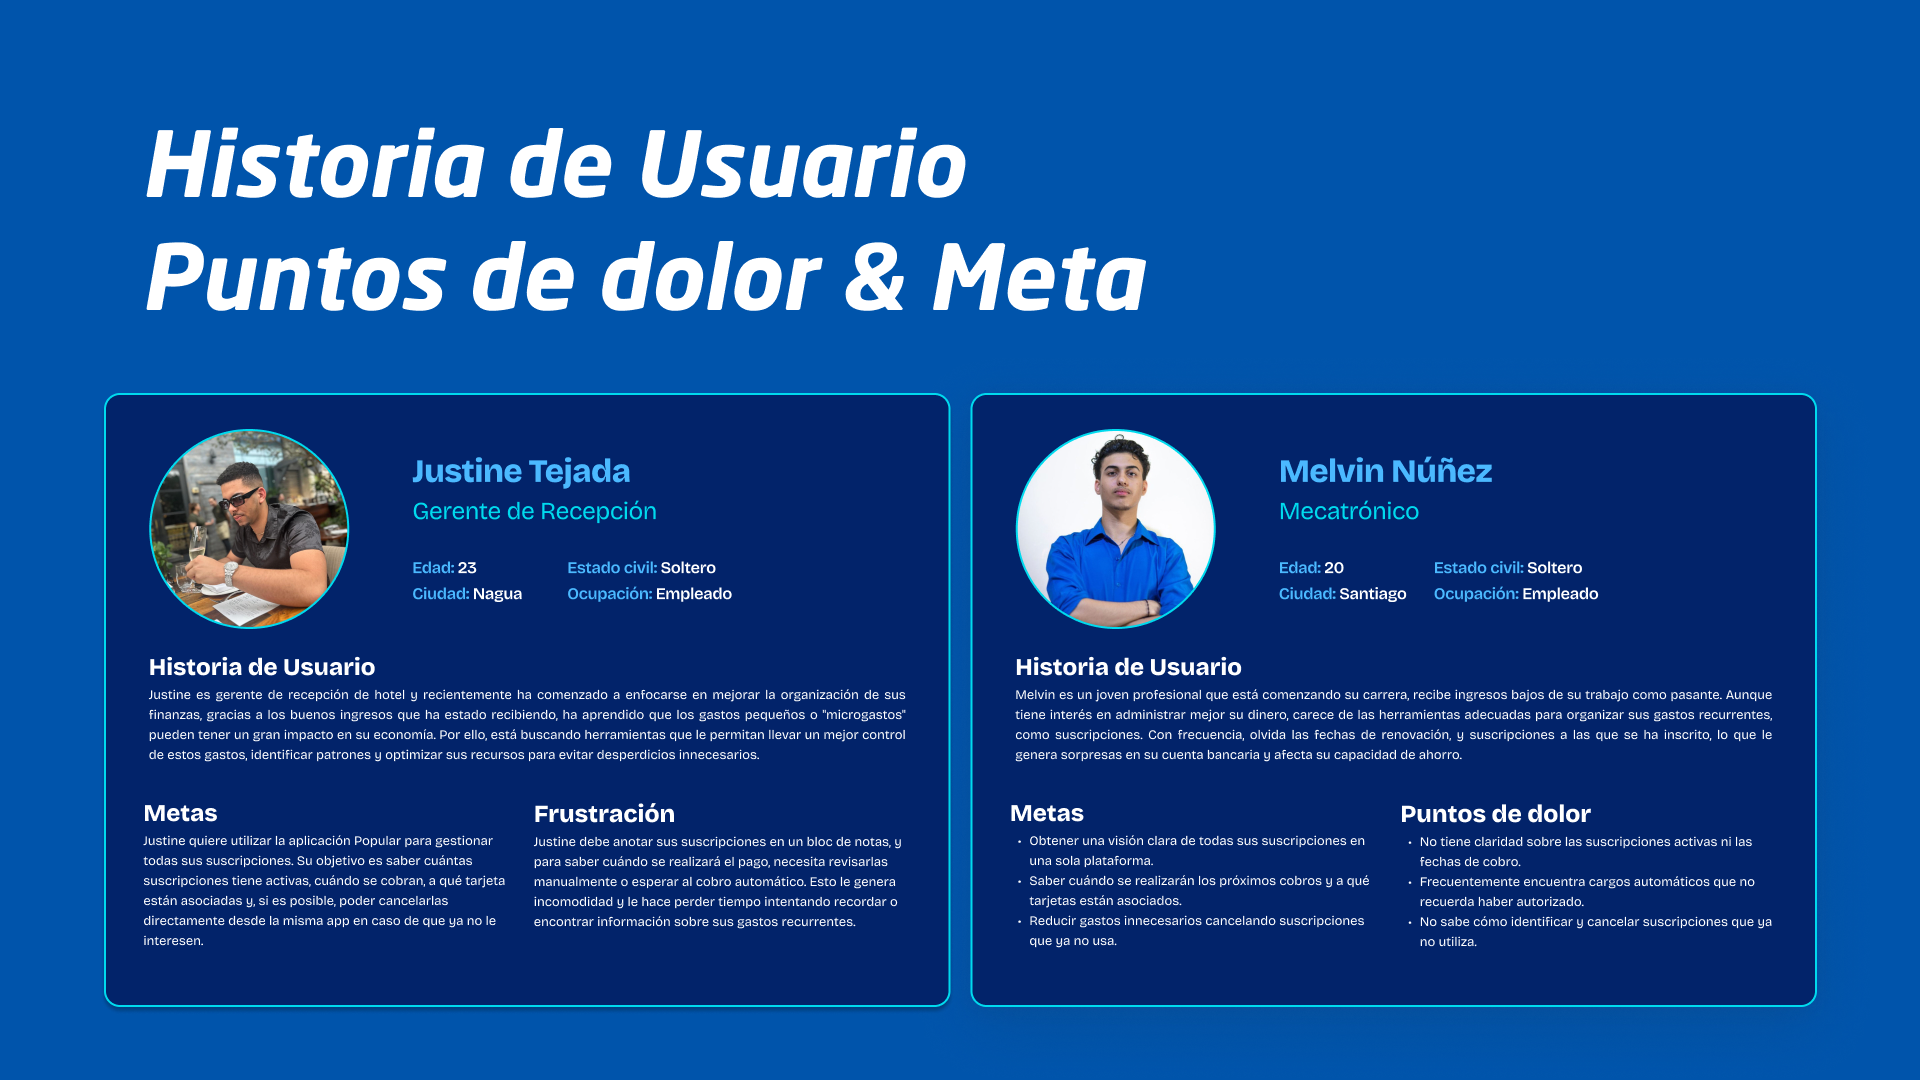 Historia de Usuario
Puntos de dolor & Meta
Justine Tejada
Gerente de Recepción
Edad: 23
Estado civil: Soltero
Ciudad: Nagua
Ocupación: Empleado
Historia de Usuario
Justine es gerente de recepción de hotel y recientemente ha comenzado a enfocarse en mejorar la organización de sus
finanzas, gracias a los buenos ingresos que ha estado recibiendo, ha aprendido que los gastos pequeños o "microgastos"
pueden tener un gran impacto en su economía. Por ello, está buscando herramientas que le permitan llevar un mejor control
de estos gastos, identificar patrones y optimizar sus recursos para evitar desperdicios innecesarios.
Metas
Justine quiere utilizar la aplicación Popular para gestionar
todas sus suscripciones. Su objetivo es saber cuántas
suscripciones tiene activas, cuándo se cobran, a qué tarjeta
están asociadas y, si es posible, poder cancelarlas
directamente desde la misma app en caso de que ya no le
interesen.
Frustración
Justine debe anotar sus suscripciones en un bloc de notas, y
para saber cuándo se realizará el pago, necesita revisarlas
manualmente o esperar al cobro automático. Esto le genera
incomodidad y le hace perder tiempo intentando recordar o
encontrar información sobre sus gastos recurrentes.
Melvin Núñez
Mecatrónico
Edad: 20
Estado civil: Soltero
Ciudad: Santiago
Ocupación: Empleado
Historia de Usuario
Melvin es un joven profesional que está comenzando su carrera, recibe ingresos bajos de su trabajo como pasante. Aunque
tiene interés en administrar mejor su dinero, carece de las herramientas adecuadas para organizar sus gastos recurrentes,
como suscripciones. Con frecuencia, olvida las fechas de renovación, y suscripciones a las que se ha inscrito, lo que le
genera sorpresas en su cuenta bancaria y afecta su capacidad de ahorro.
Metas
• Obtener una visión clara de todas sus suscripciones en
una sola plataforma.
• Saber cuándo se realizarán los próximos cobros y a qué
tarjetas están asociados.
• Reducir gastos innecesarios cancelando suscripciones
que ya no usa.
Puntos de dolor
• No tiene claridad sobre las suscripciones activas ni las
fechas de cobro.
• Frecuentemente encuentra cargos automáticos que no
recuerda haber autorizado.
• No sabe cómo identificar y cancelar suscripciones que ya
no utiliza.